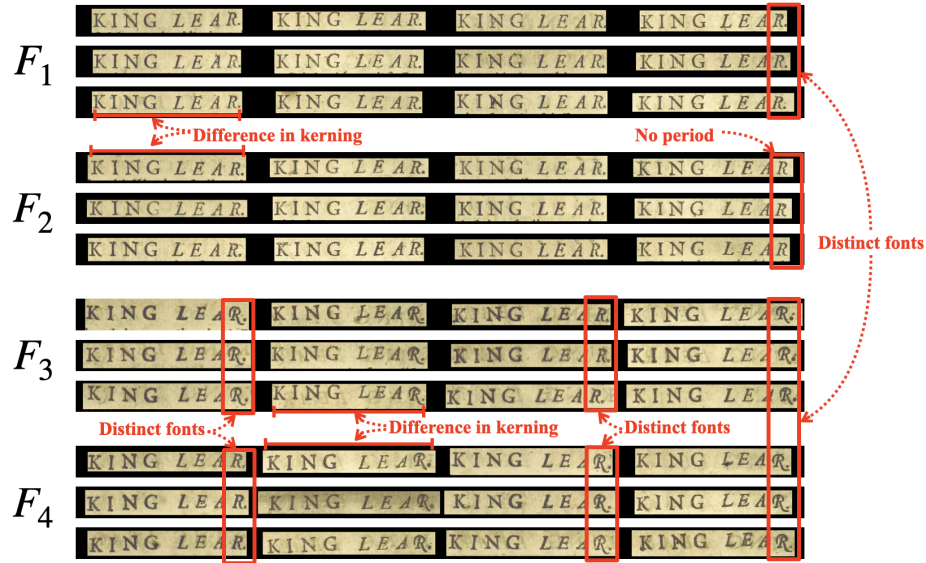 KING LEAR. KING LEAR. KING LEAR. KING LEAR.
F1 KING LEAR. KING LEAR. KING LEAR. KING LEAR.
KING LEAR. KING LEAR. KING LEAR. KING LEAR.
Difference in kerning
No period
KING LEAR. KING LEAR. KING LEAR. KING LEAR
F2 KING LEAR. KING LEAR. KING LEAR. KING LEAR
KING LEAR. KING LEAR. KING LEAR. KING LEAR
Distinct fonts
KING LEAR. KING LEAR. KING LEAR. KING LEAR.
F3 KING LEAR. KING LEAR. KING LEAR. KING LEAR.
KING LEAR. KING LEAR. KING LEAR. KING LEAR.
Distinct fonts
Difference in kerning
Distinct fonts
KING LEAR. KING LEAR. KING LEAR. KING LEAR.
F4 KING LEAR. KING LEAR. KING LEAR. KING LEAR.
KING LEAR. KING LEAR. KING LEAR. KING LEAR.